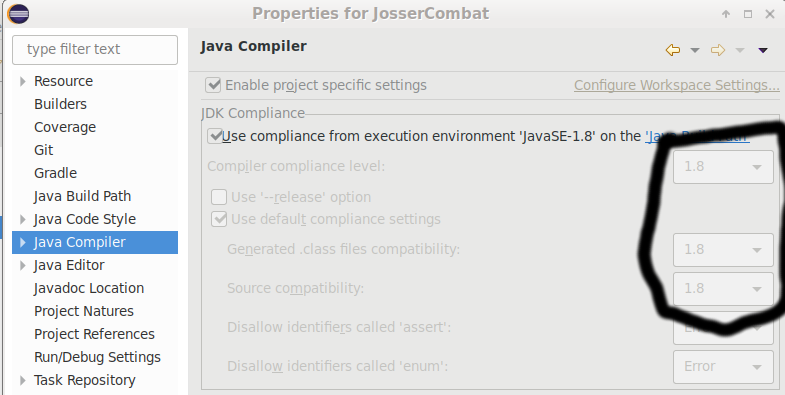 Properties for JosserCombat
type filter text
Java Compiler
Resource
Builders
Coverage
Git
Gradle
Java Build Path
Java Code Style
Java Compiler
Java Editor
Javadoc Location
Project Natures
Project References
Run/Debug Settings
Task Repository
Enable project specific settings
Configure Workspace Settings...
JDK Compliance
Use compliance from execution environment 'JavaSE-1.8' on the
Compiler compliance level: 1.8
Use '--release' option
Use default compliance settings
Generated .class files compatibility: 1.8
Source compatibility: 1.8
Disallow identifiers called 'assert':
Disallow identifiers called 'enum': Error